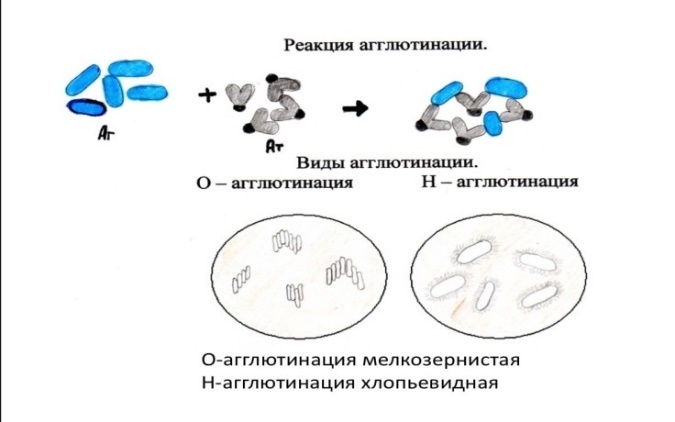 Реакция агглютинации.
+
Аг
Ат
Виды агглютинации.
О – агглютинация Н – агглютинация
О-агглютинация мелкозернистая
Н-агглютинация хлопьевидная